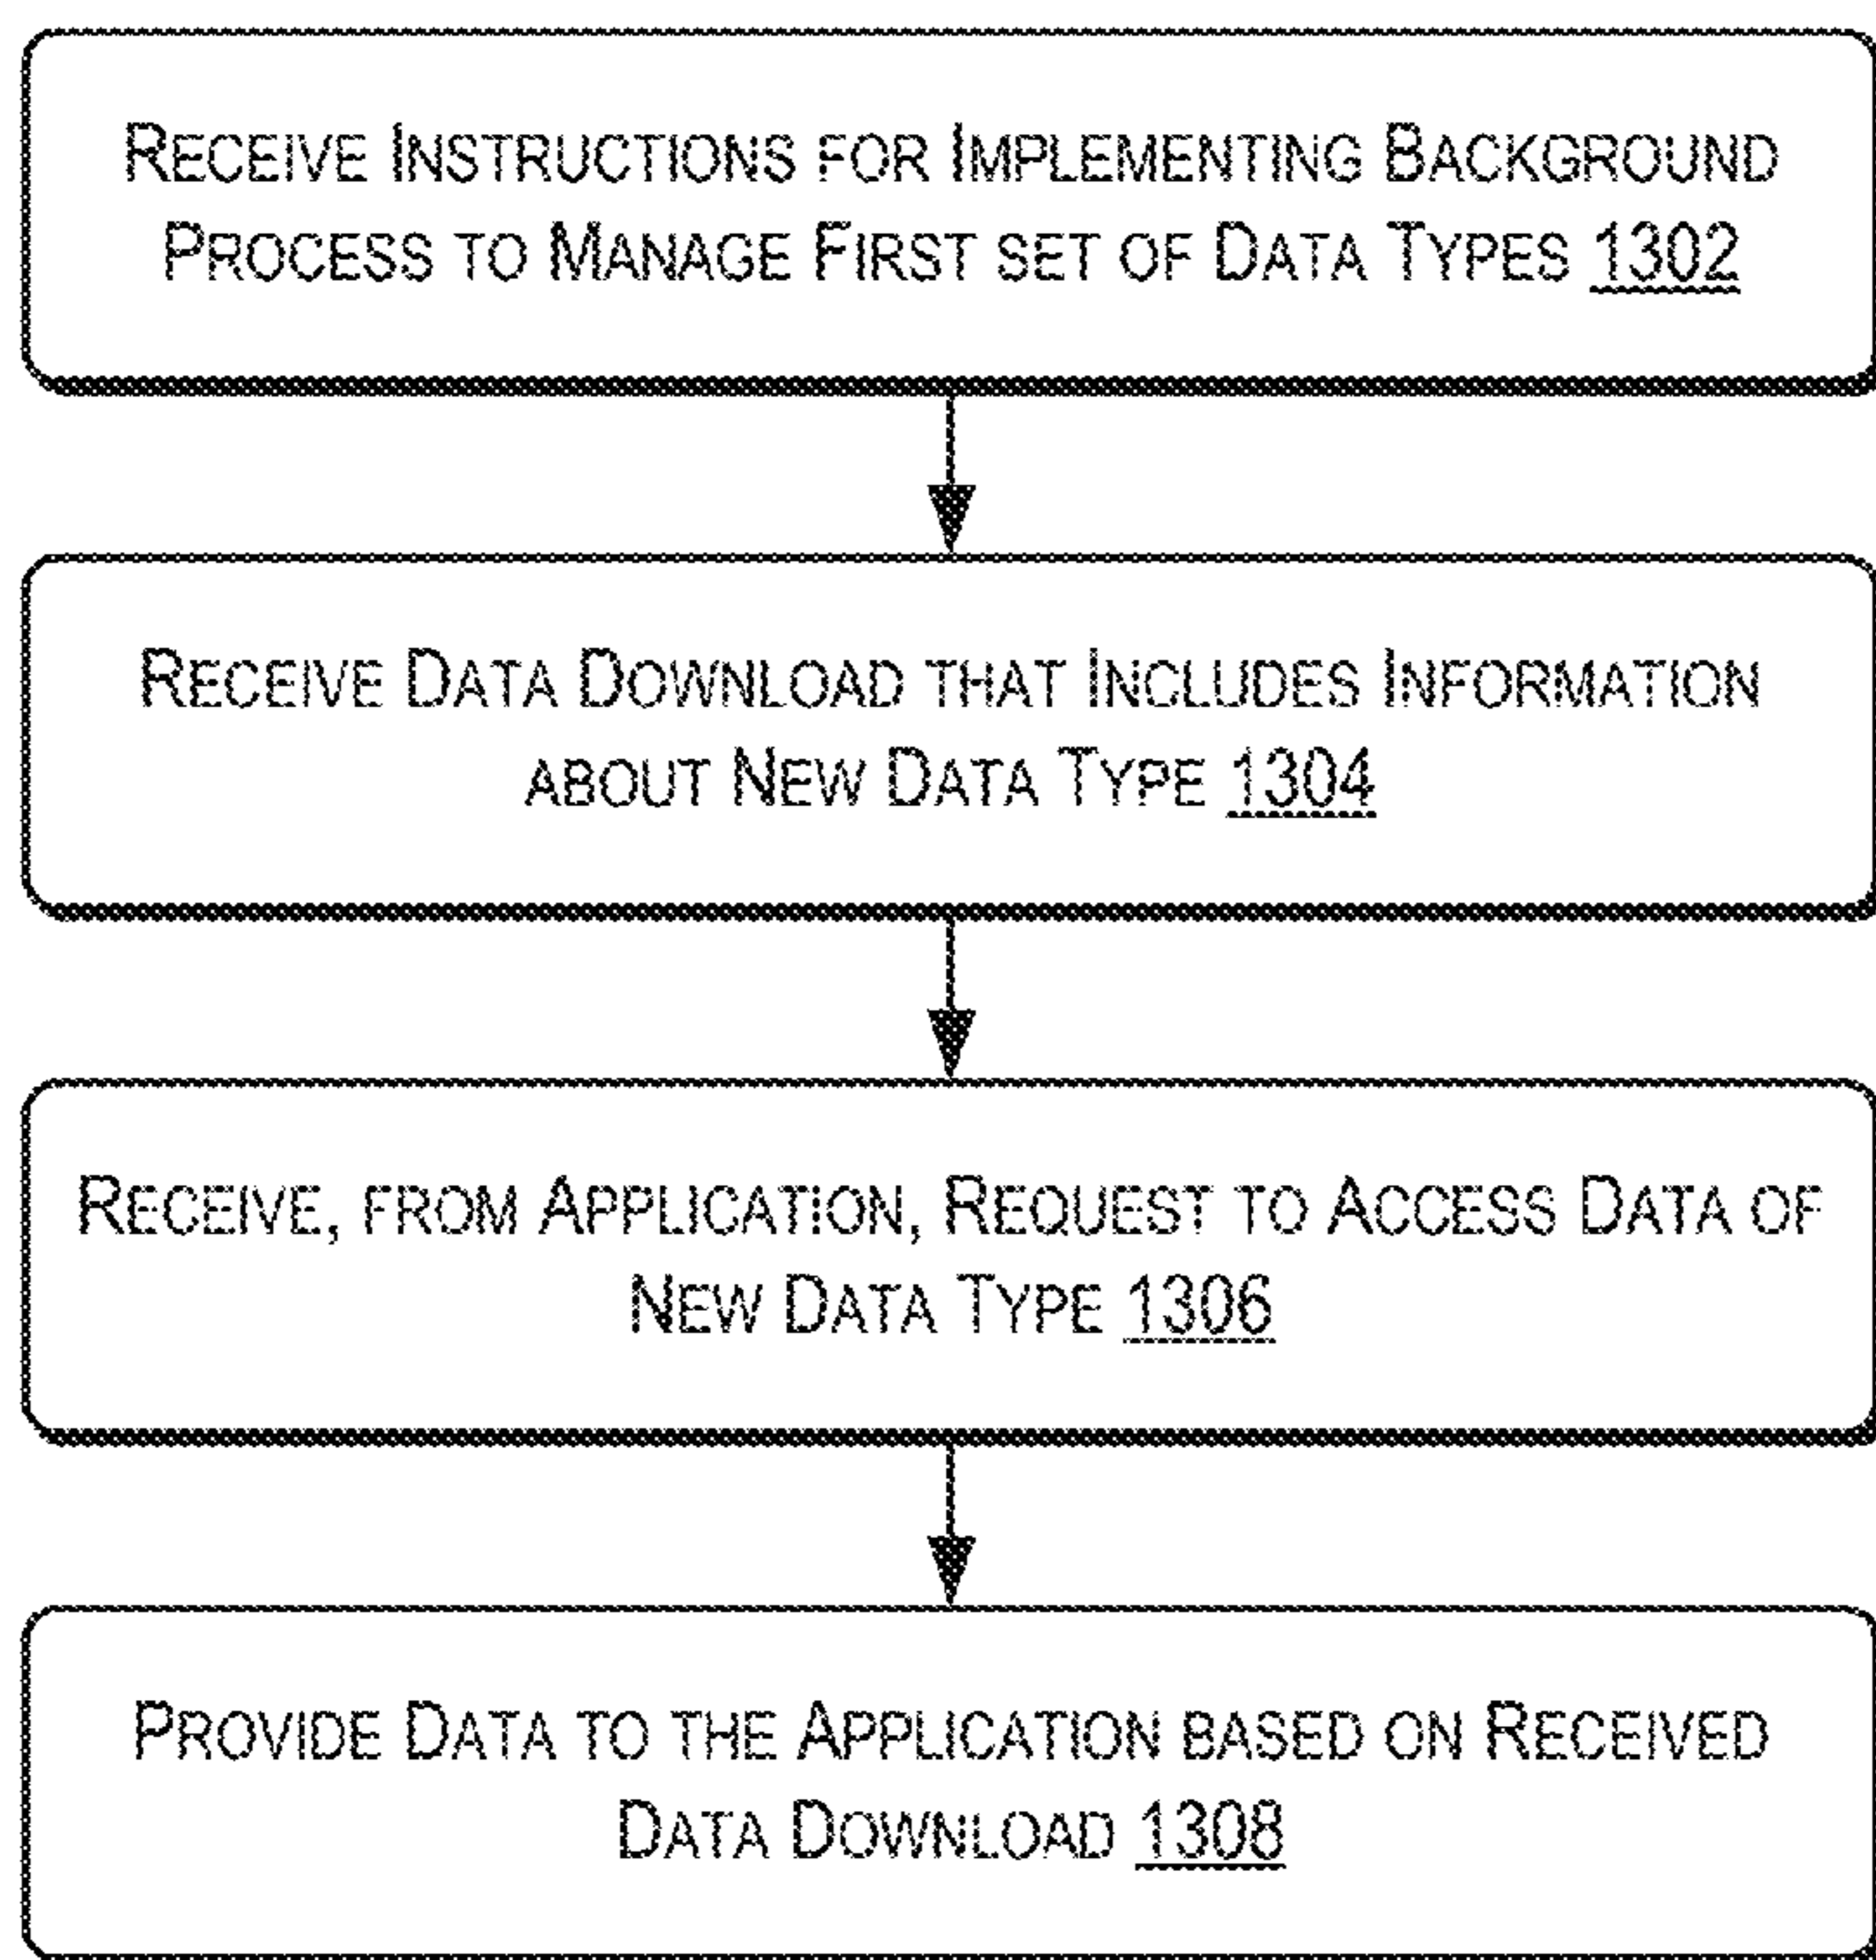 RECEIVE INSTRUCTIONS FOR IMPLEMENTING BACKGROUND
PROCESS TO MANAGE FIRST SET OF DATA TYPES 1302
RECEIVE DATA DOWNLOAD THAT INCLUDES INFORMATION
ABOUT NEW DATA TYPE 1304
RECEIVE, FROM APPLICATION, REQUEST TO ACCESS DATA OF
NEW DATA TYPE 1306
PROVIDE DATA TO THE APPLICATION BASED ON RECEIVED
DATA DOWNLOAD 1308